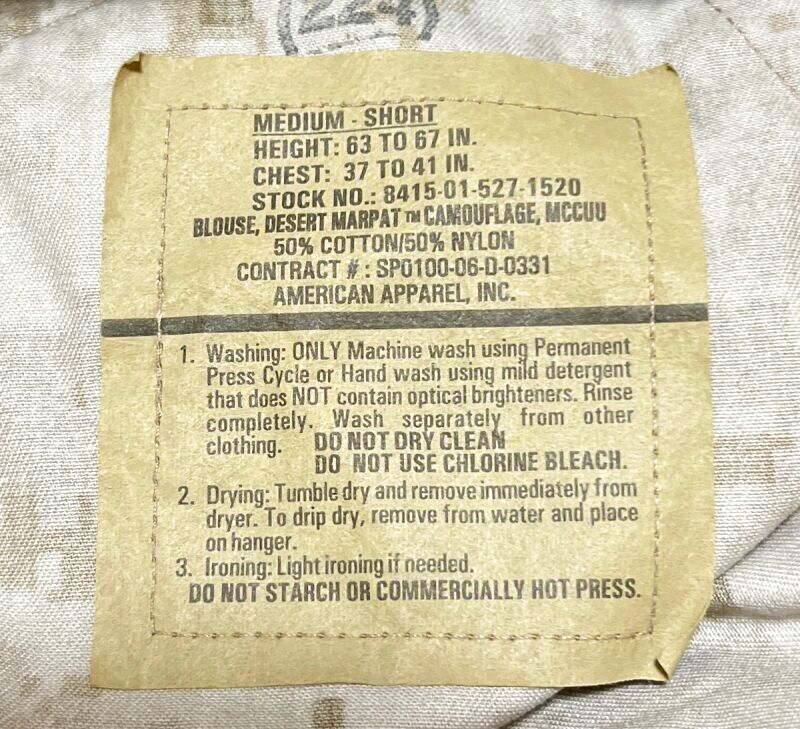 224
MEDIUM - SHORT
HEIGHT: 63 TO 67 IN.
CHEST: 37 TO 41 IN.
STOCK NO.: 8415-01-527-1520
BLOUSE, DESERT MARPAT™ CAMOUFLAGE, MCCUU
50% COTTON/50% NYLON
CONTRACT # : SP0100-06-D-0331
AMERICAN APPAREL, INC.
1. Washing: ONLY Machine wash using Permanent
Press Cycle or Hand wash using mild detergent
that does NOT contain optical brighteners. Rinse
completely. Wash separately from other
clothing. DO NOT DRY CLEAN
DO NOT USE CHLORINE BLEACH.
2. Drying: Tumble dry and remove immediately from
dryer. To drip dry, remove from water and place
on hanger.
3. Ironing: Light ironing if needed.
DO NOT STARCH OR COMMERCIALLY HOT PRESS.